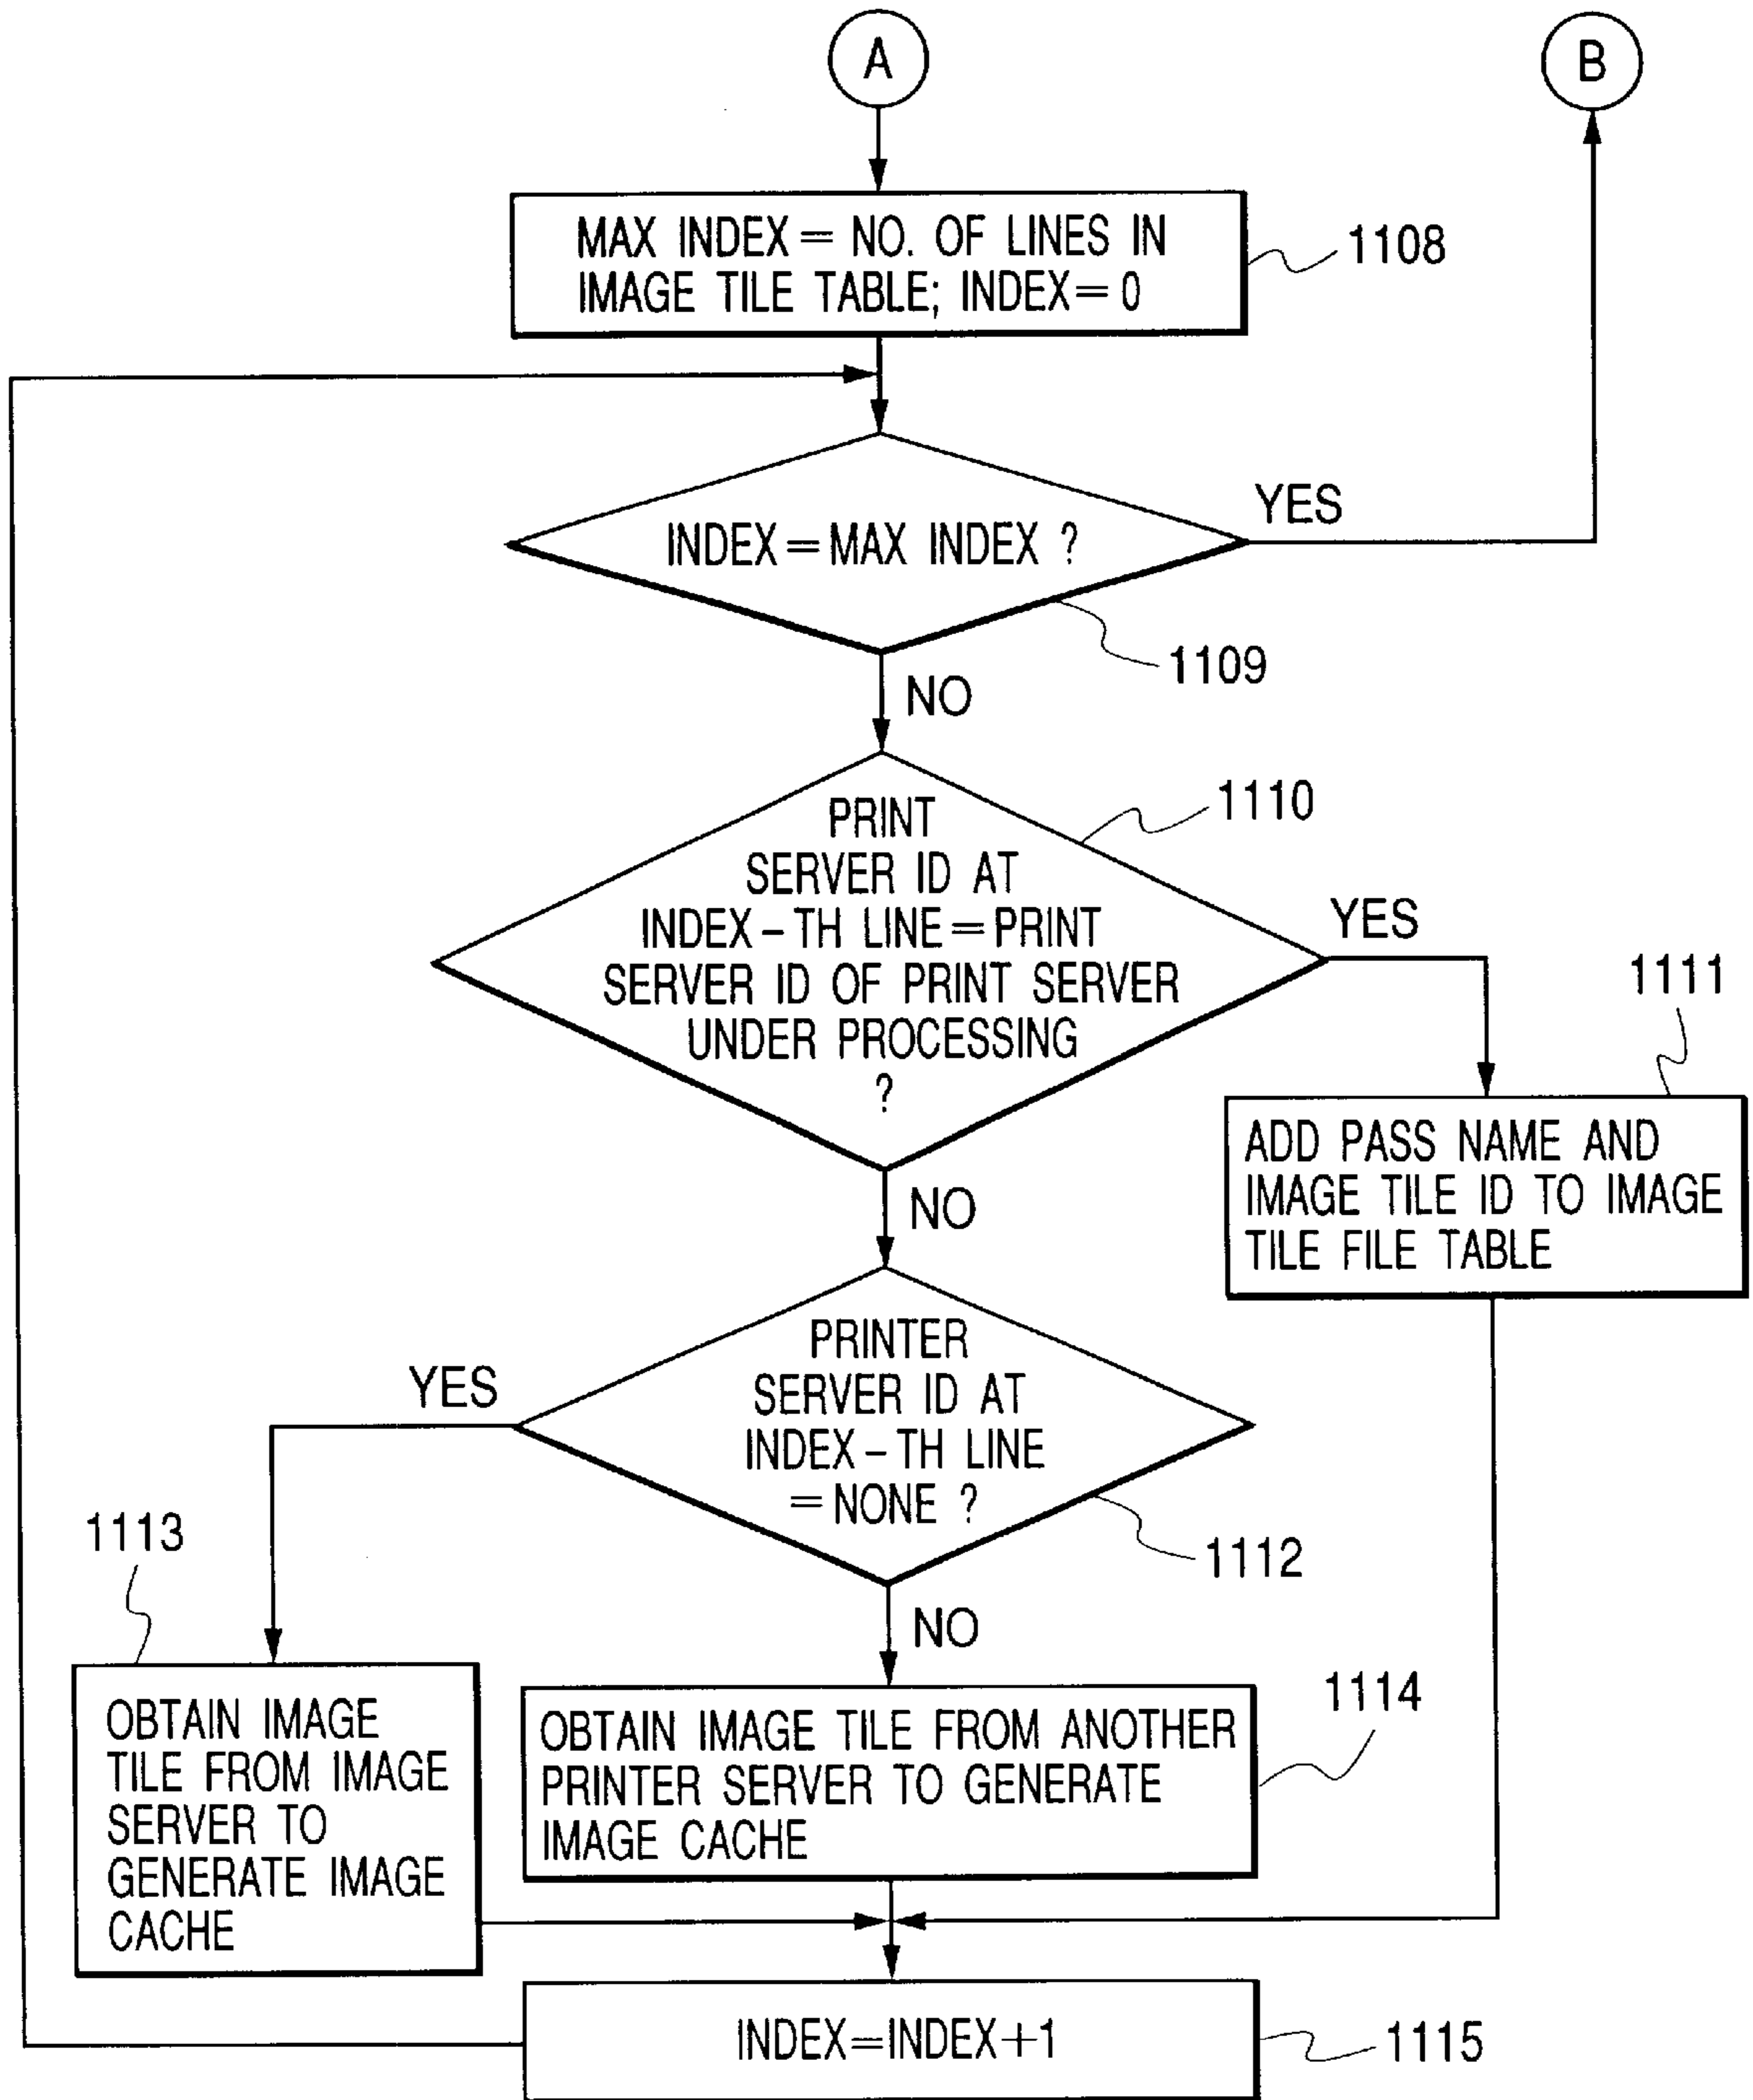 A
B
MAX INDEX = NO. OF LINES IN
IMAGE TILE TABLE; INDEX = 0
1108
INDEX = MAX INDEX ?
YES
1109
NO
PRINT
SERVER ID AT
INDEX - TH LINE = PRINT
SERVER ID OF PRINT SERVER
UNDER PROCESSING
?
1110
YES
1111
ADD PASS NAME AND
IMAGE TILE ID TO IMAGE
TILE FILE TABLE
NO
PRINTER
SERVER ID AT
INDEX - TH LINE
= NONE ?
YES
1112
1113
NO
OBTAIN IMAGE
TILE FROM IMAGE
SERVER TO
GENERATE IMAGE
CACHE
OBTAIN IMAGE TILE FROM ANOTHER
PRINTER SERVER TO GENERATE
IMAGE CACHE
1114
INDEX = INDEX + 1
1115